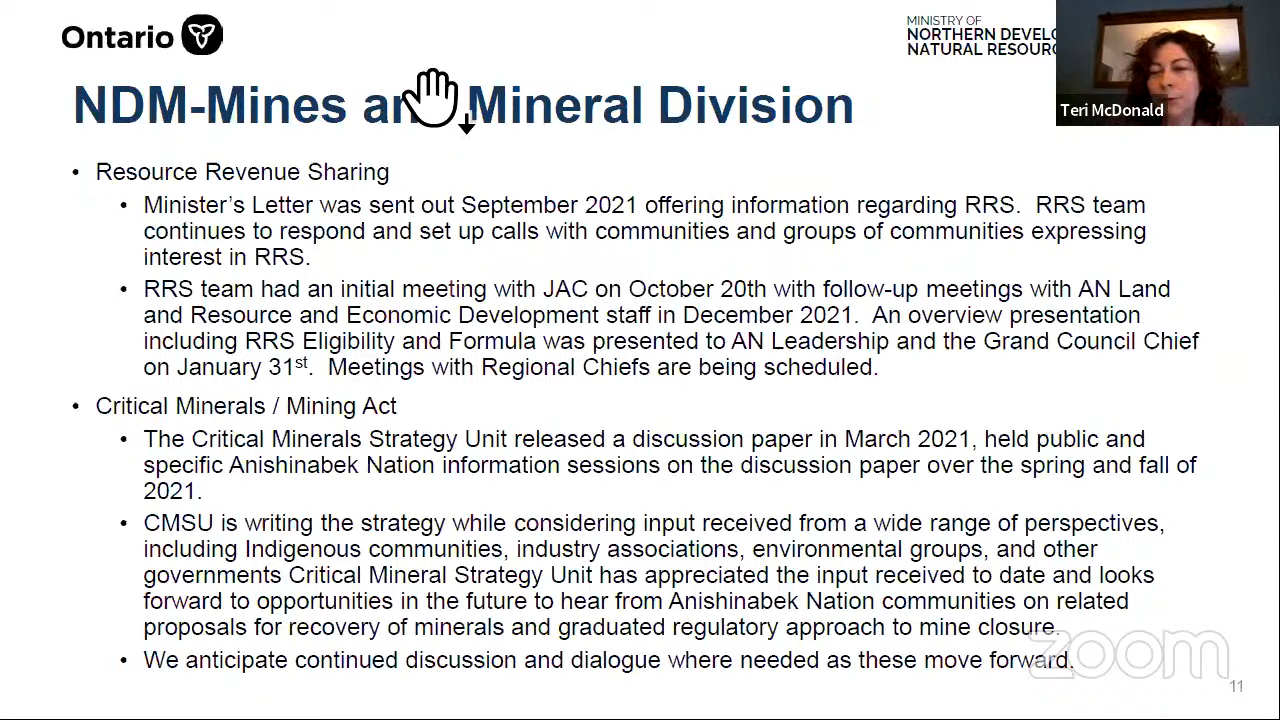 Ontario
MINISTRY OF
NORTHERN DEVELO
NATURAL RESOURC
Teri McDonald
NDM-Mines an Mineral Division
• Resource Revenue Sharing
• Minister's Letter was sent out September 2021 offering information regarding RRS. RRS team
continues to respond and set up calls with communities and groups of communities expressing
interest in RRS.
• RRS team had an initial meeting with JAC on October 20th with follow-up meetings with AN Land
and Resource and Economic Development staff in December 2021. An overview presentation
including RRS Eligibility and Formula was presented to AN Leadership and the Grand Council Chief
on January 31st. Meetings with Regional Chiefs are being scheduled.
• Critical Minerals / Mining Act
• The Critical Minerals Strategy Unit released a discussion paper in March 2021, held public and
specific Anishinabek Nation information sessions on the discussion paper over the spring and fall of
2021.
• CMSU is writing the strategy while considering input received from a wide range of perspectives,
including Indigenous communities, industry associations, environmental groups, and other
governments Critical Mineral Strategy Unit has appreciated the input received to date and looks
forward to opportunities in the future to hear from Anishinabek Nation communities on related
proposals for recovery of minerals and graduated regulatory approach to mine closure.
• We anticipate continued discussion and dialogue where needed as these move forward.
zoom
11